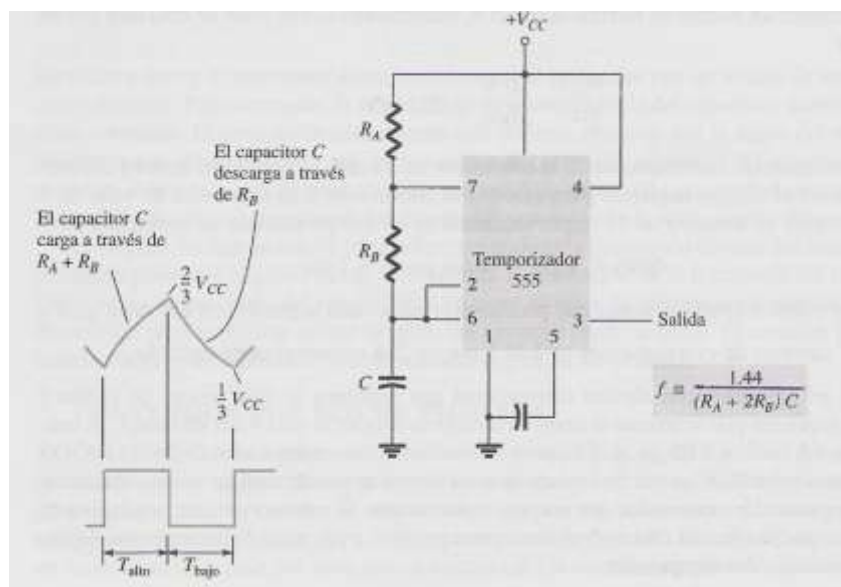 +V_CC
R_A
El capacitor C
descarga a través
de R_B
7
4
El capacitor C
carga a través de
R_A + R_B
R_B
Temporizador
555
2/3 V_CC
2
6
3
Salida
1
5
C
1/3 V_CC
f = 1.44 / (R_A + 2R_B) C
T_alto
T_bajo